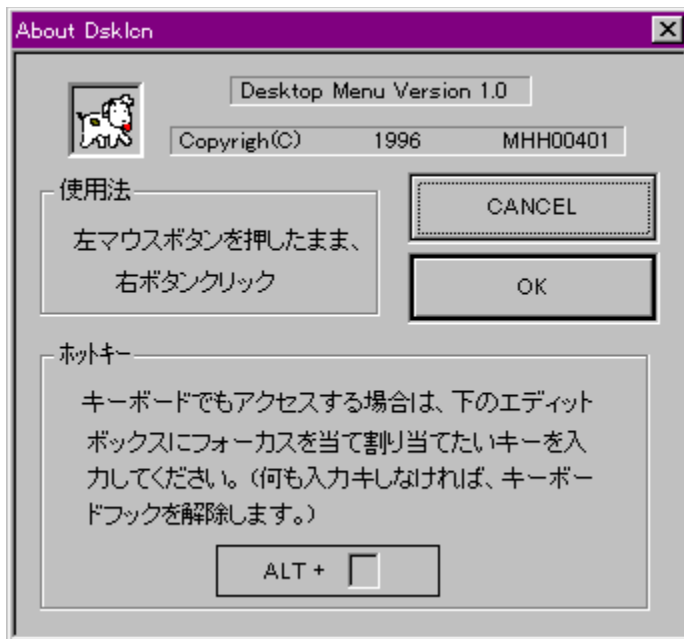 About DskIcn
Desktop Menu Version 1.0
Copyrigh(C) 1996 MHH00401
使用法
左マウスボタンを押したまま、
右ボタンクリック
CANCEL
OK
ホットキー
キーボードでもアクセスする場合は、下のエディット
ボックスにフォーカスを当て割り当てたいキーを入
力してください。(何も入力キしなければ、キーボー
ドフックを解除します。)
ALT +